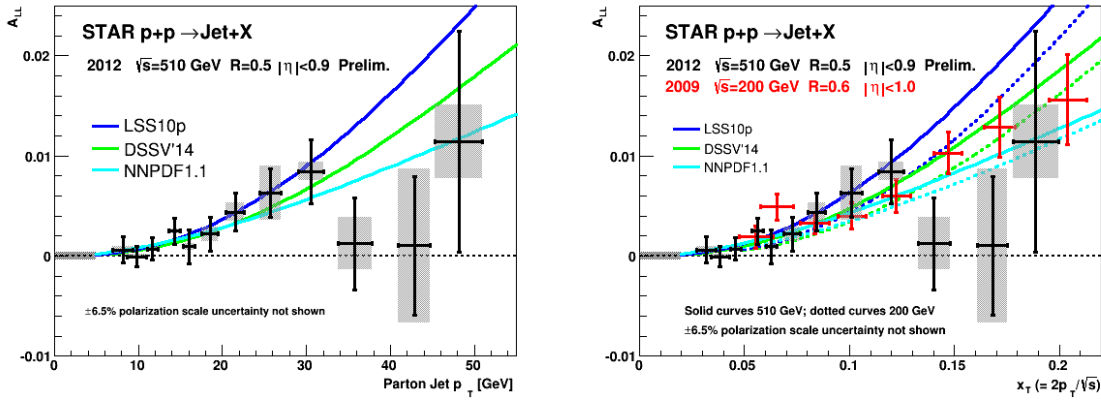 A_LL
STAR p+p →Jet+X
2012 √s=510 GeV R=0.5 |η|<0.9 Prelim.
LSS10p
DSSV'14
NNPDF1.1
±6.5% polarization scale uncertainty not shown
0.02
0.01
0
-0.01
0 10 20 30 40 50
Parton Jet p_T [GeV]
A_LL
STAR p+p →Jet+X
2012 √s=510 GeV R=0.5 |η|<0.9 Prelim.
2009 √s=200 GeV R=0.6 |η|<1.0
LSS10p
DSSV'14
NNPDF1.1
Solid curves 510 GeV; dotted curves 200 GeV
±6.5% polarization scale uncertainty not shown
0.02
0.01
0
-0.01
0 0.05 0.1 0.15 0.2
x_T (= 2p_T/√s)